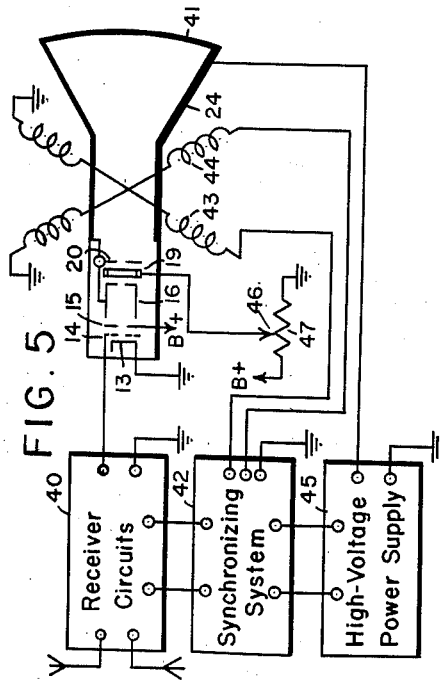 FIG. 5
40
Receiver
Circuits
42
Synchronizing
System
45
High-Voltage
Power Supply
13
14
15
16
19
20
B+
46
47
B+
43
44
24
41